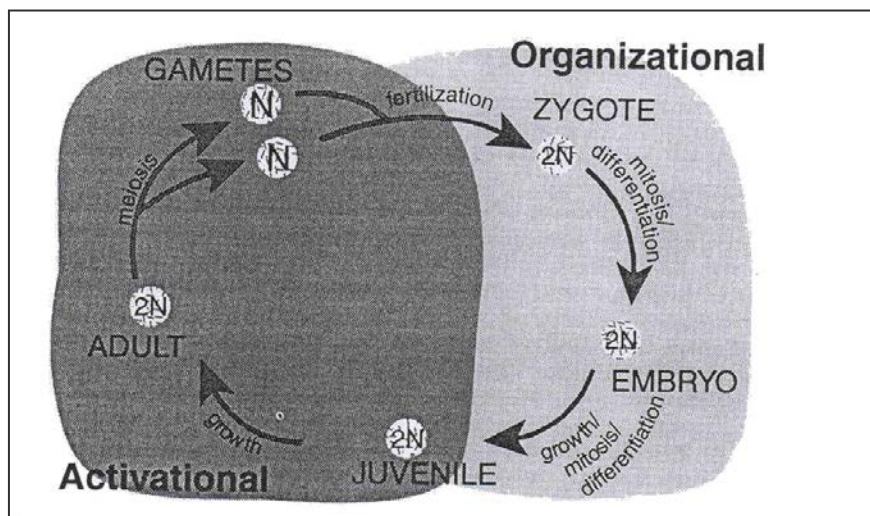 Organizational
GAMETES
N
N
fertilization
ZYGOTE
2N
mitosis/
differentiation
meiosis
2N
ADULT
2N
EMBRYO
growth/
mitosis/
differentiation
growth
2N
JUVENILE
Activational